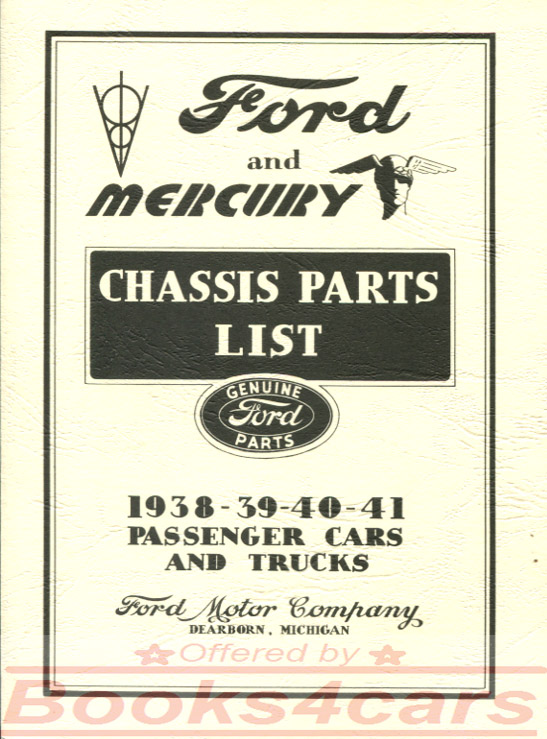 Ford
and
MERCURY
CHASSIS PARTS
LIST
GENUINE
Ford
PARTS
1938-39-40-41
PASSENGER CARS
AND TRUCKS
Ford Motor Company
DEARBORN, MICHIGAN
Offered by
Books4cars